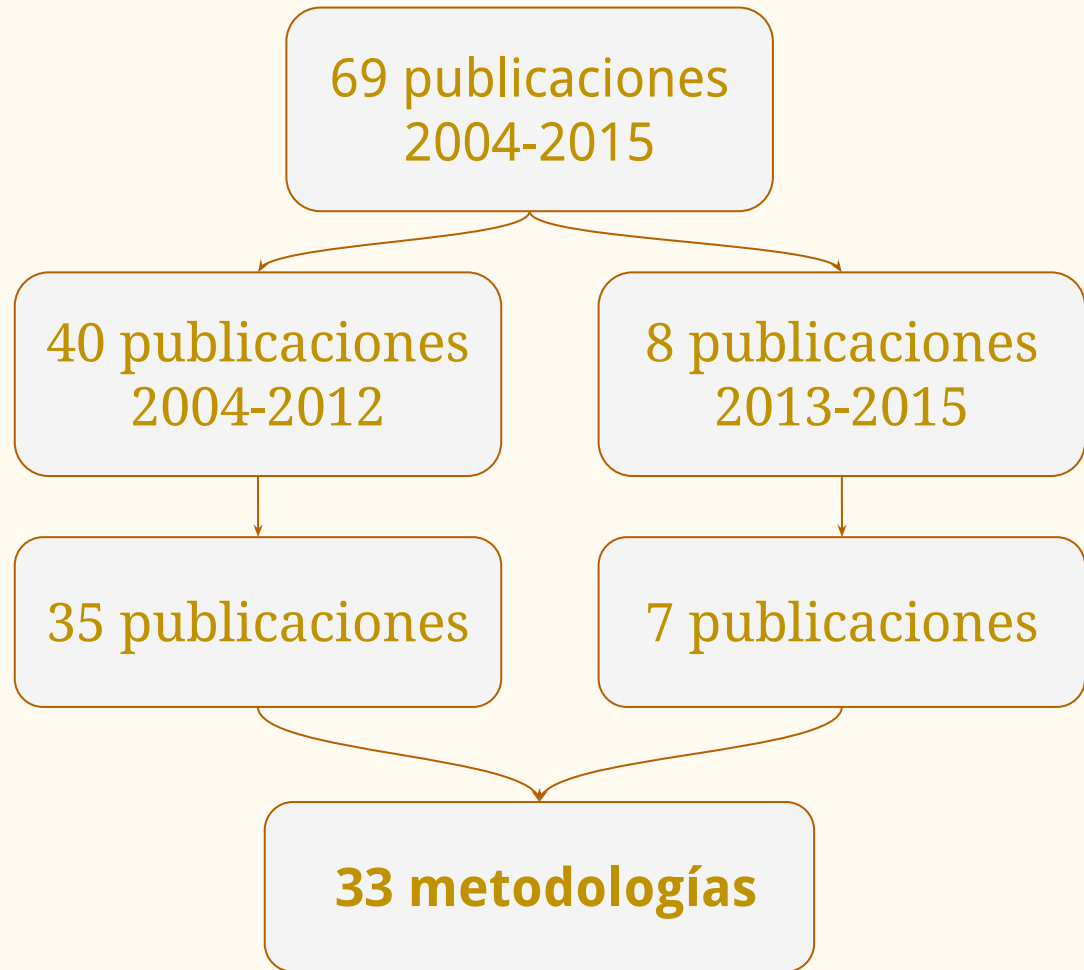 69 publicaciones
2004-2015
40 publicaciones
2004-2012
8 publicaciones
2013-2015
35 publicaciones
7 publicaciones
33 metodologías